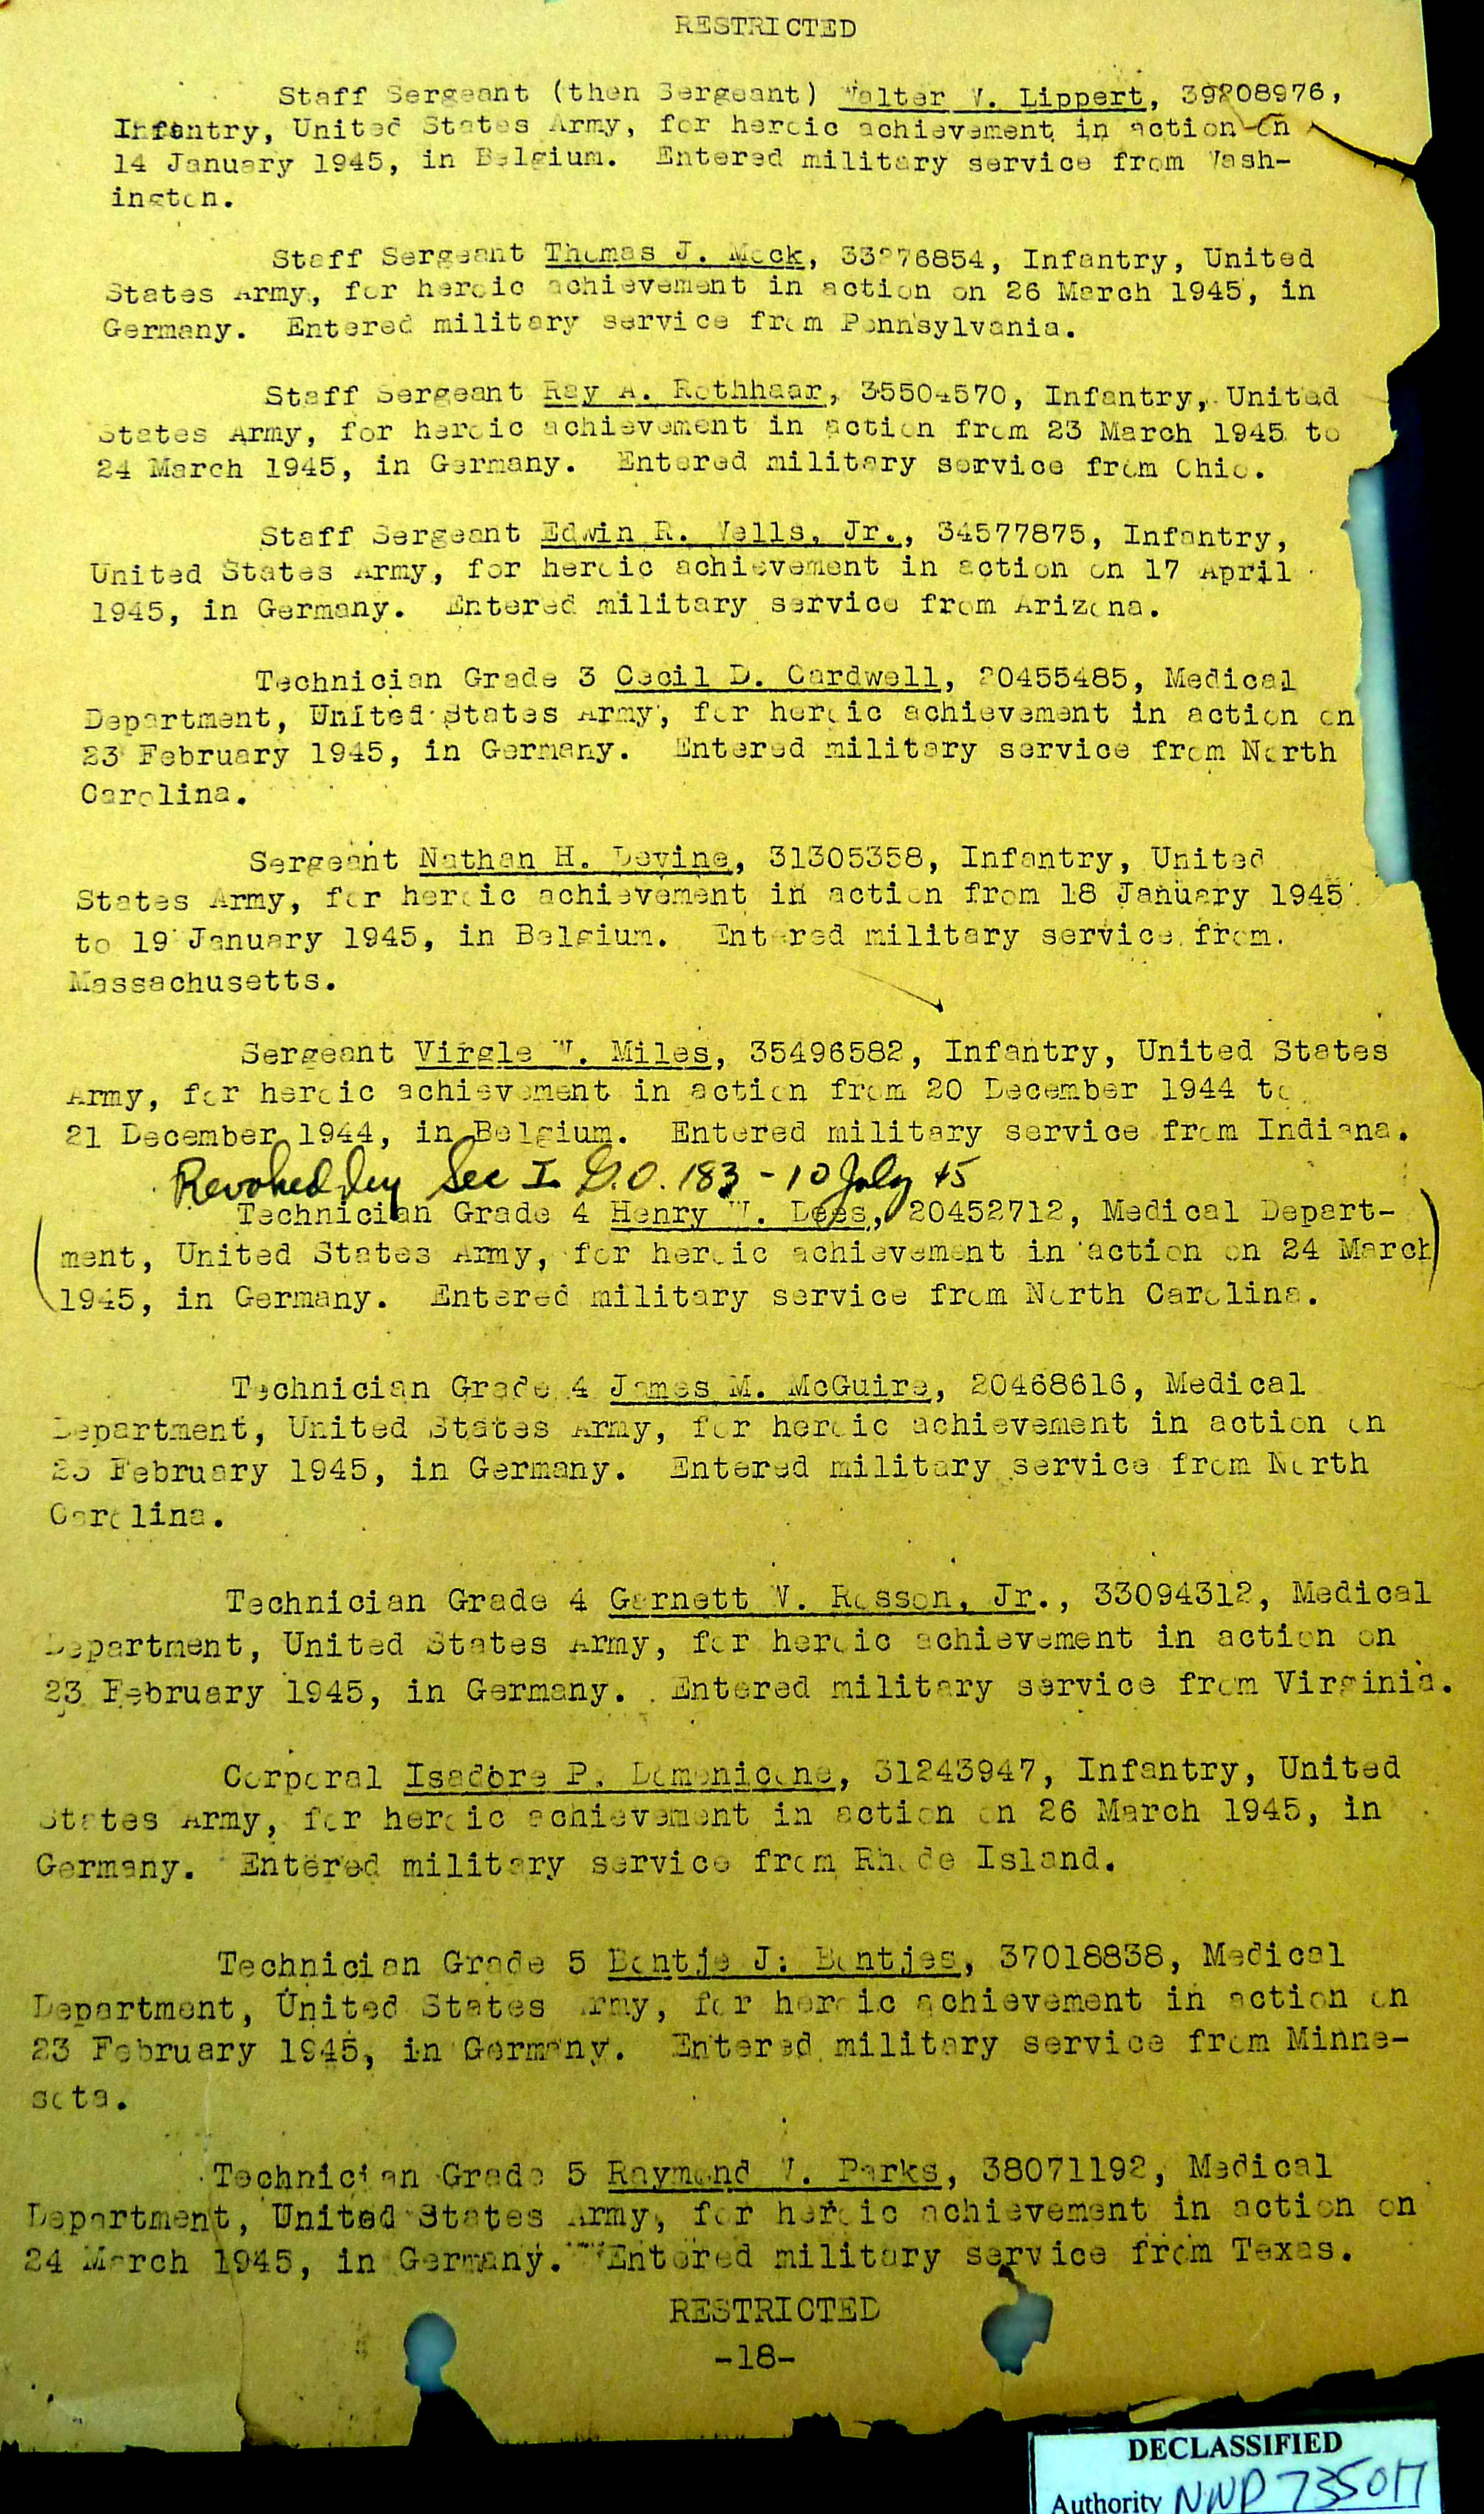 RESTRICTED
Staff Sergeant (then Sergeant) Walter W. Lippert, 39208976,
Infantry, United States Army, for heroic achievement in action on
14 January 1945, in Belgium. Entered military service from Wash-
ington.
Staff Sergeant Thomas J. Mock, 33276854, Infantry, United
States Army, for heroic achievement in action on 26 March 1945, in
Germany. Entered military service from Pennsylvania.
Staff Sergeant Ray A. Rothhaar, 35504570, Infantry, United
States Army, for heroic achievement in action from 23 March 1945 to
24 March 1945, in Germany. Entered military service from Ohio.
Staff Sergeant Edwin R. Wells, Jr., 34577875, Infantry,
United States Army, for heroic achievement in action on 17 April
1945, in Germany. Entered military service from Arizona.
Technician Grade 3 Cecil D. Cardwell, 20455485, Medical
Department, United States Army, for heroic achievement in action on
23 February 1945, in Germany. Entered military service from North
Carolina.
Sergeant Nathan H. Devine, 31305358, Infantry, United
States Army, for heroic achievement in action from 18 January 1945
to 19 January 1945, in Belgium. Entered military service from
Massachusetts.
Sergeant Virgle W. Miles, 35496582, Infantry, United States
Army, for heroic achievement in action from 20 December 1944 to
21 December 1944, in Belgium. Entered military service from Indiana.
Revoked by Sec I G.O. 183 - 10 July 45
Technician Grade 4 Henry W. Lees, 20452712, Medical Depart-
ment, United States Army, for heroic achievement in action on 24 March
1945, in Germany. Entered military service from North Carolina.
Technician Grade 4 James M. McGuire, 20468616, Medical
Department, United States Army, for heroic achievement in action on
23 February 1945, in Germany. Entered military service from North
Carolina.
Technician Grade 4 Garnett W. Rosson, Jr., 33094312, Medical
Department, United States Army, for heroic achievement in action on
23 February 1945, in Germany. Entered military service from Virginia.
Corporal Isadore P. Domenicone, 31243947, Infantry, United
States Army, for heroic achievement in action on 26 March 1945, in
Germany. Entered military service from Rhode Island.
Technician Grade 5 Bontje J. Bontjes, 37018838, Medical
Department, United States Army, for heroic achievement in action on
23 February 1945, in Germany. Entered military service from Minne-
sota.
Technician Grade 5 Raymond W. Parks, 38071192, Medical
Department, United States Army, for heroic achievement in action on
24 March 1945, in Germany. Entered military service from Texas.
RESTRICTED
-18-
DECLASSIFIED
Authority NND 735017